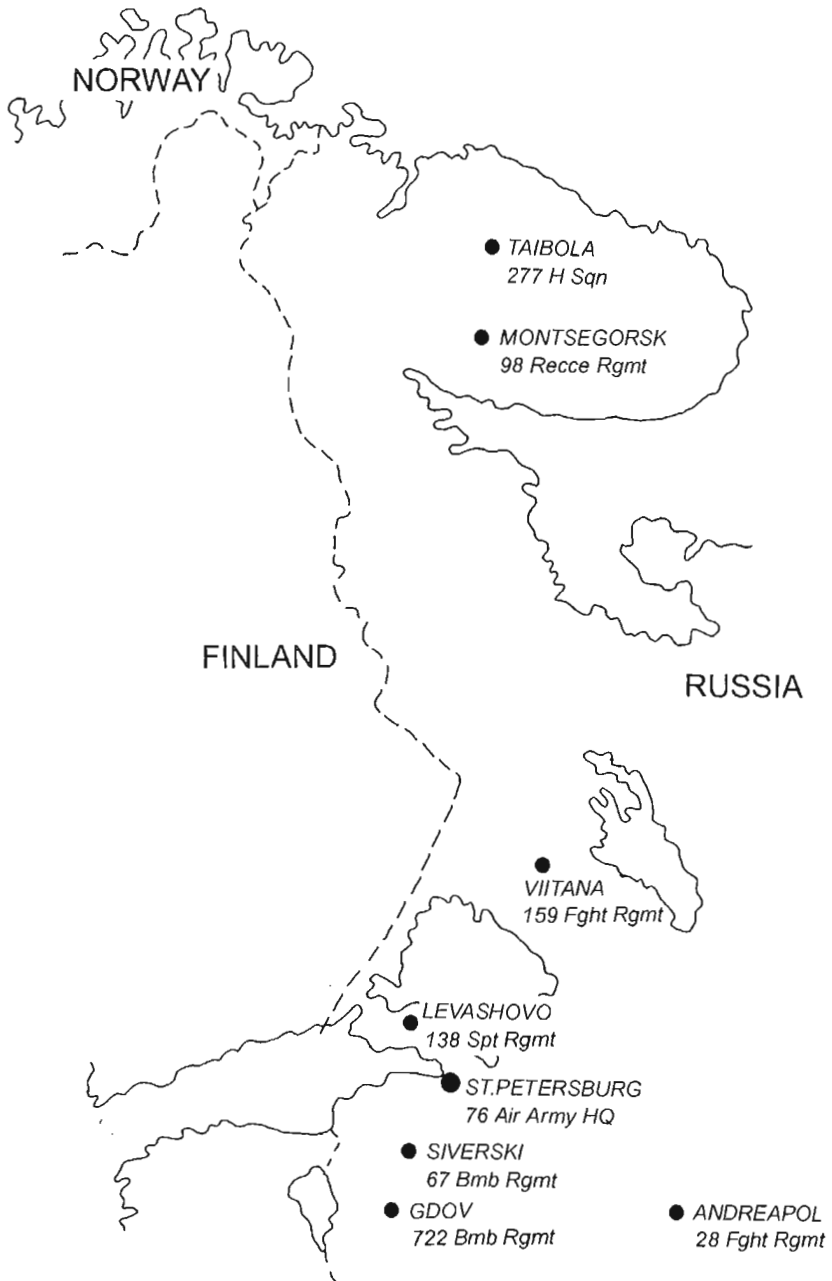 NORWAY
TAIBOLA
277 H Sqn
MONTSEGORSK
98 Recce Rgmt
FINLAND
RUSSIA
VIITANA
159 Fght Rgmt
LEVASHOVO
138 Spt Rgmt
ST.PETERSBURG
76 Air Army HQ
SIVERSKI
67 Bmb Rgmt
GDOV
722 Bmb Rgmt
ANDREAPOL
28 Fght Rgmt